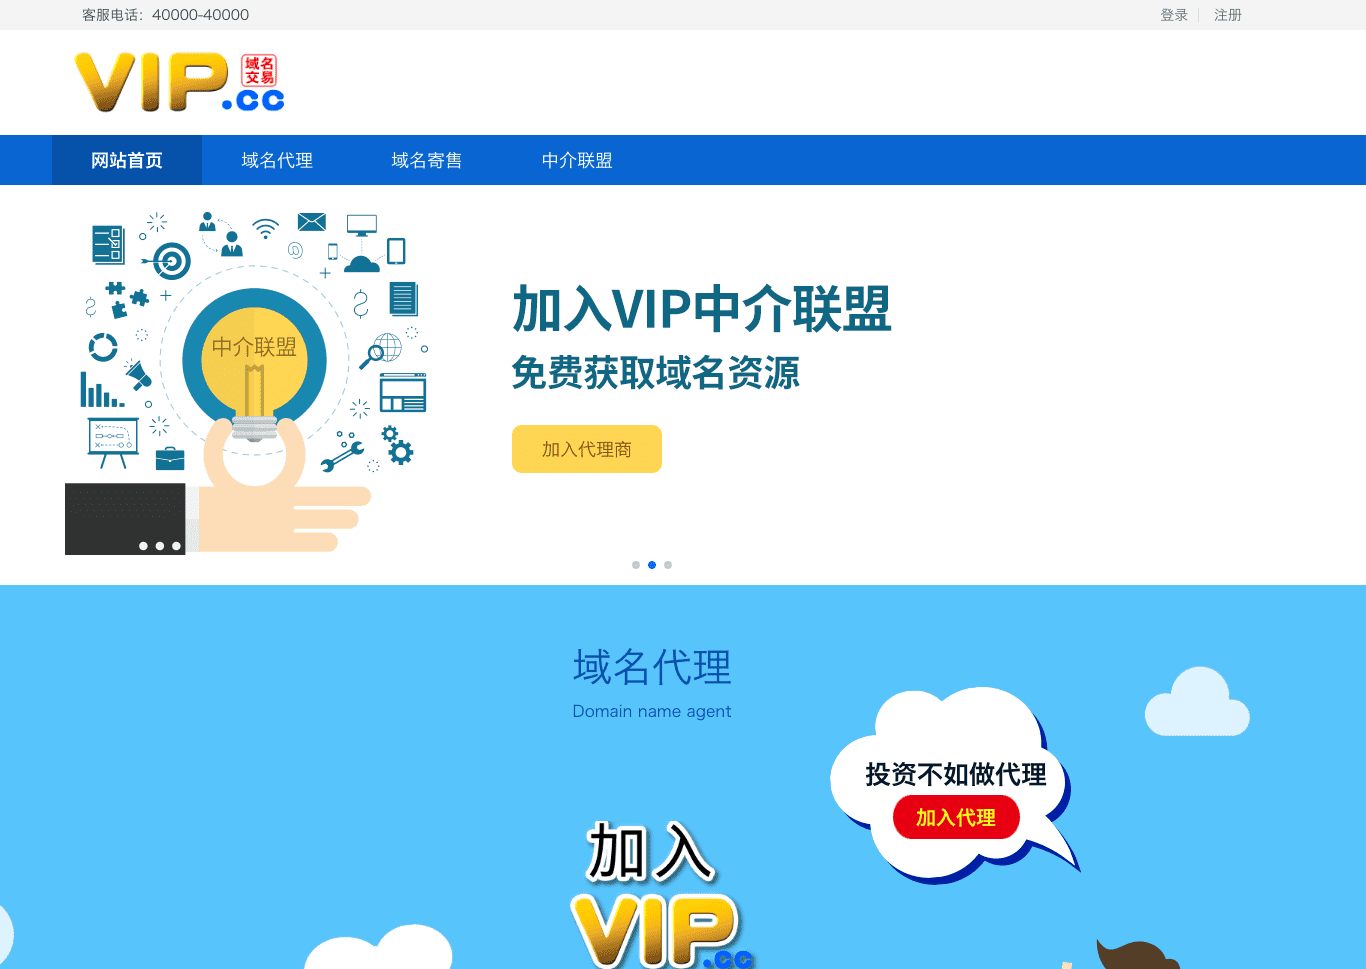 客服电话：40000-40000
登录
注册
VIP.cc
域名
交易
网站首页
域名代理
域名寄售
中介联盟
中介联盟
加入VIP中介联盟
免费获取域名资源
加入代理商
域名代理
Domain name agent
投资不如做代理
加入代理
加入
VIP.cc